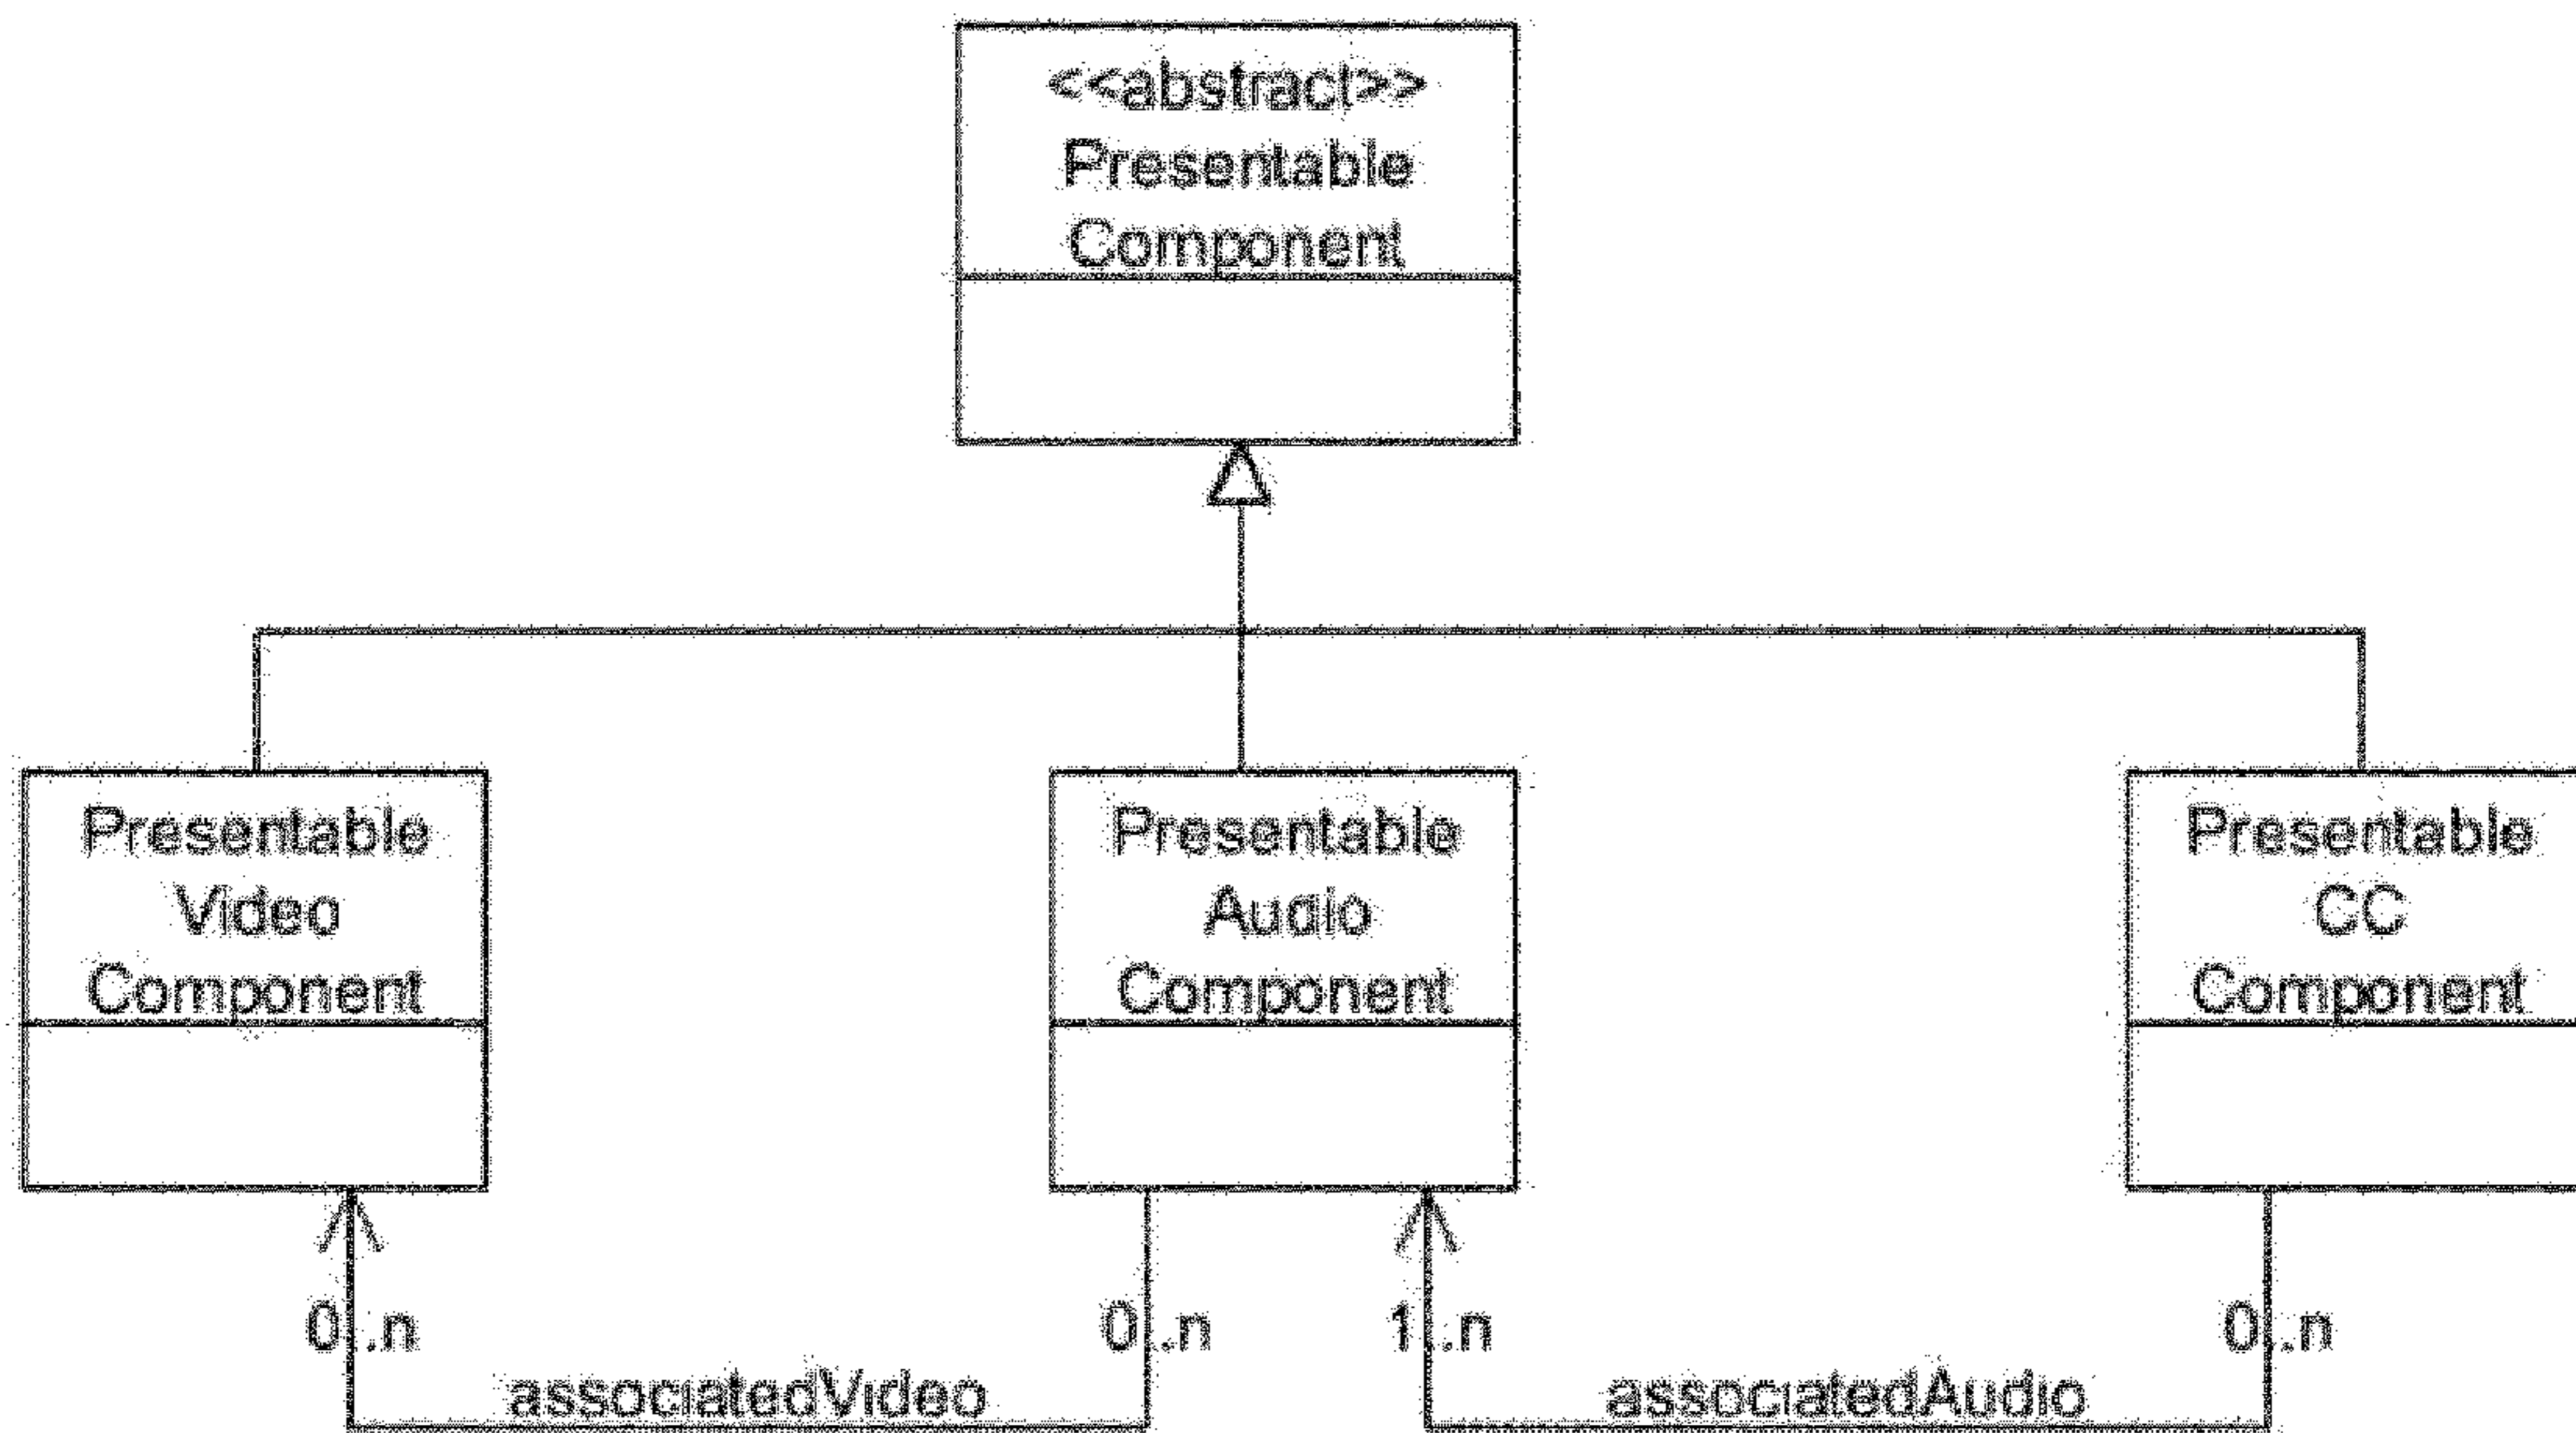 <<abstract>>
Presentable
Component
Presentable
Video
Component
Presentable
Audio
Component
Presentable
CC
Component
0..n
0..n
1..n
0..n
associatedVideo
associatedAudio